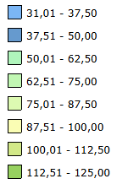 31,01 - 37,50
37,51 - 50,00
50,01 - 62,50
62,51 - 75,00
75,01 - 87,50
87,51 - 100,00
100,01 - 112,50
112,51 - 125,00